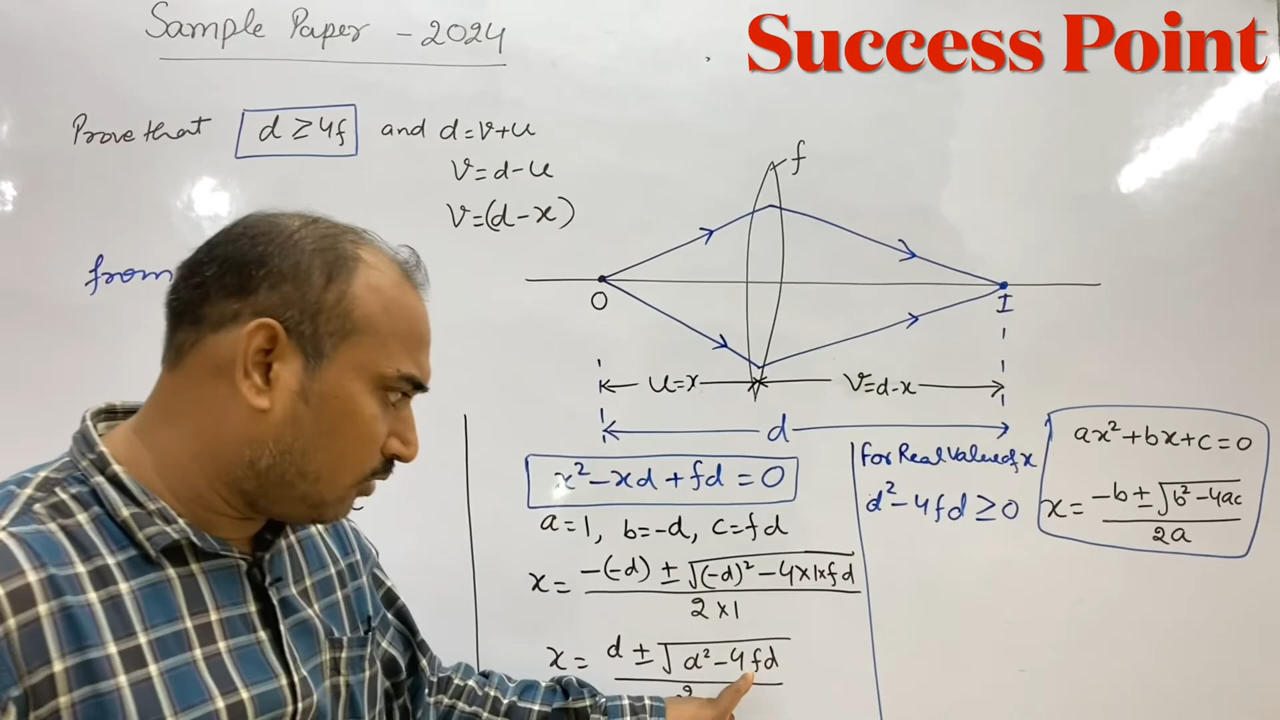 Sample Paper - 2024
Success Point
Prove that d ≥ 4f and d = v+u
v = d-u
v = (d-x)
from
f
O
I
u = x
v = d-x
d
x² - xd + fd = 0
a = 1, b = -d, c = fd
x = -(-d) ± √(-d)² - 4×1×fd / 2×1
x = d ± √d² - 4fd /
For Real Value of x
d² - 4fd ≥ 0
ax² + bx + c = 0
x = -b ± √b² - 4ac / 2a